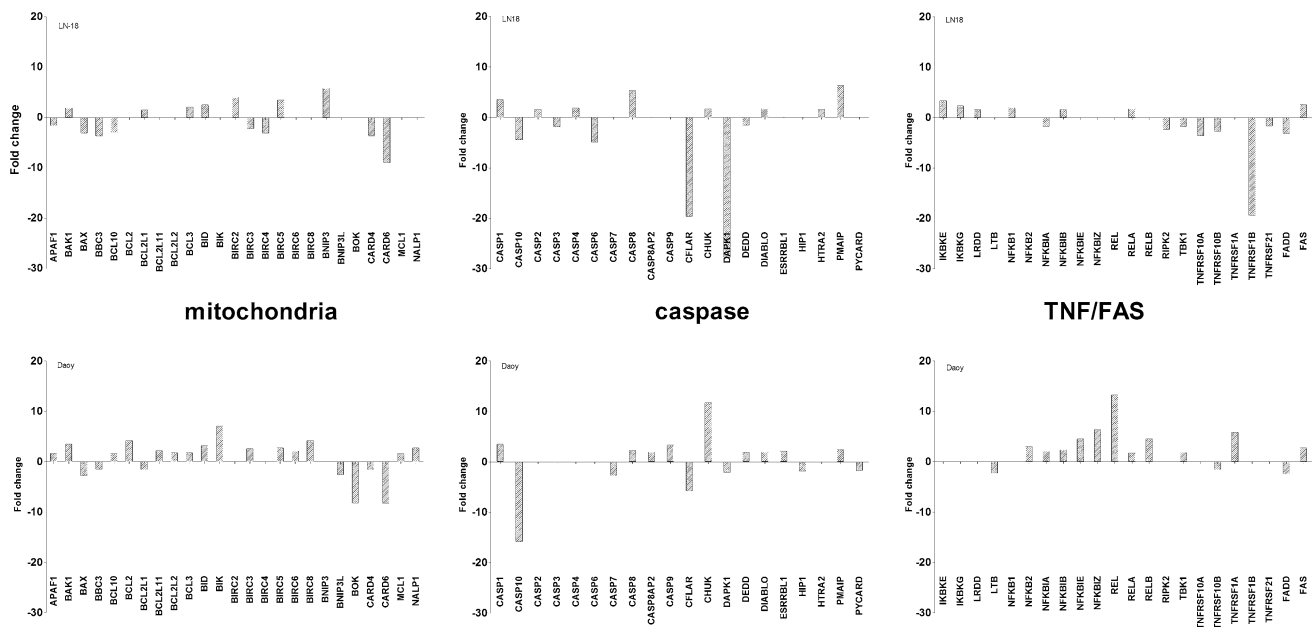 LN-18
20
10
0
-10
-20
-30
Fold change
APAF1
BAK1
BAX
BBC3
BCL10
BCL2
BCL2L1
BCL2L11
BCL2L2
BCL3
BID
BIK
BIRC2
BIRC3
BIRC4
BIRC5
BIRC6
BIRC8
BNIP3
BNIP3L
BOK
CARD4
CARD6
MCL1
NALP1
LN18
20
10
0
-10
-20
-30
Fold change
CASP1
CASP10
CASP2
CASP3
CASP4
CASP6
CASP7
CASP8
CASP8AP2
CASP9
CFLAR
CHUK
DAPK1
DEDD
DIABLO
ESRRBL1
HIP1
HTRA2
PMAIP
PYCARD
LN18
20
10
0
-10
-20
-30
Fold change
IKBKE
IKBKG
LRDD
LTB
NFKB1
NFKB2
NFKBIA
NFKBIB
NFKBIE
NFKBIZ
REL
RELA
RELB
RIPK2
TBK1
TNFRSF10A
TNFRSF10B
TNFRSF1A
TNFRSF1B
TNFRSF21
FADD
FAS
mitochondria
caspase
TNF/FAS
Daoy
20
10
0
-10
-20
-30
Fold change
APAF1
BAK1
BAX
BBC3
BCL10
BCL2
BCL2L1
BCL2L11
BCL2L2
BCL3
BID
BIK
BIRC2
BIRC3
BIRC4
BIRC5
BIRC6
BIRC8
BNIP3
BNIP3L
BOK
CARD4
CARD6
MCL1
NALP1
Daoy
20
10
0
-10
-20
-30
Fold change
CASP1
CASP10
CASP2
CASP3
CASP4
CASP6
CASP7
CASP8
CASP8AP2
CASP9
CFLAR
CHUK
DAPK1
DEDD
DIABLO
ESRRBL1
HIP1
HTRA2
PMAIP
PYCARD
Daoy
20
10
0
-10
-20
-30
Fold change
IKBKE
IKBKG
LRDD
LTB
NFKB1
NFKB2
NFKBIA
NFKBIB
NFKBIE
NFKBIZ
REL
RELA
RELB
RIPK2
TBK1
TNFRSF10A
TNFRSF10B
TNFRSF1A
TNFRSF1B
TNFRSF21
FADD
FAS